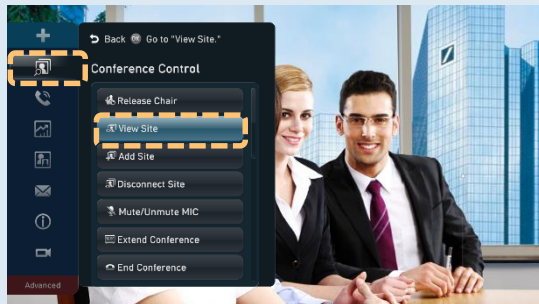 Back OK Go to "View Site."
Conference Control
Release Chair
View Site
Add Site
Disconnect Site
Mute/Unmute MIC
Extend Conference
End Conference
Advanced